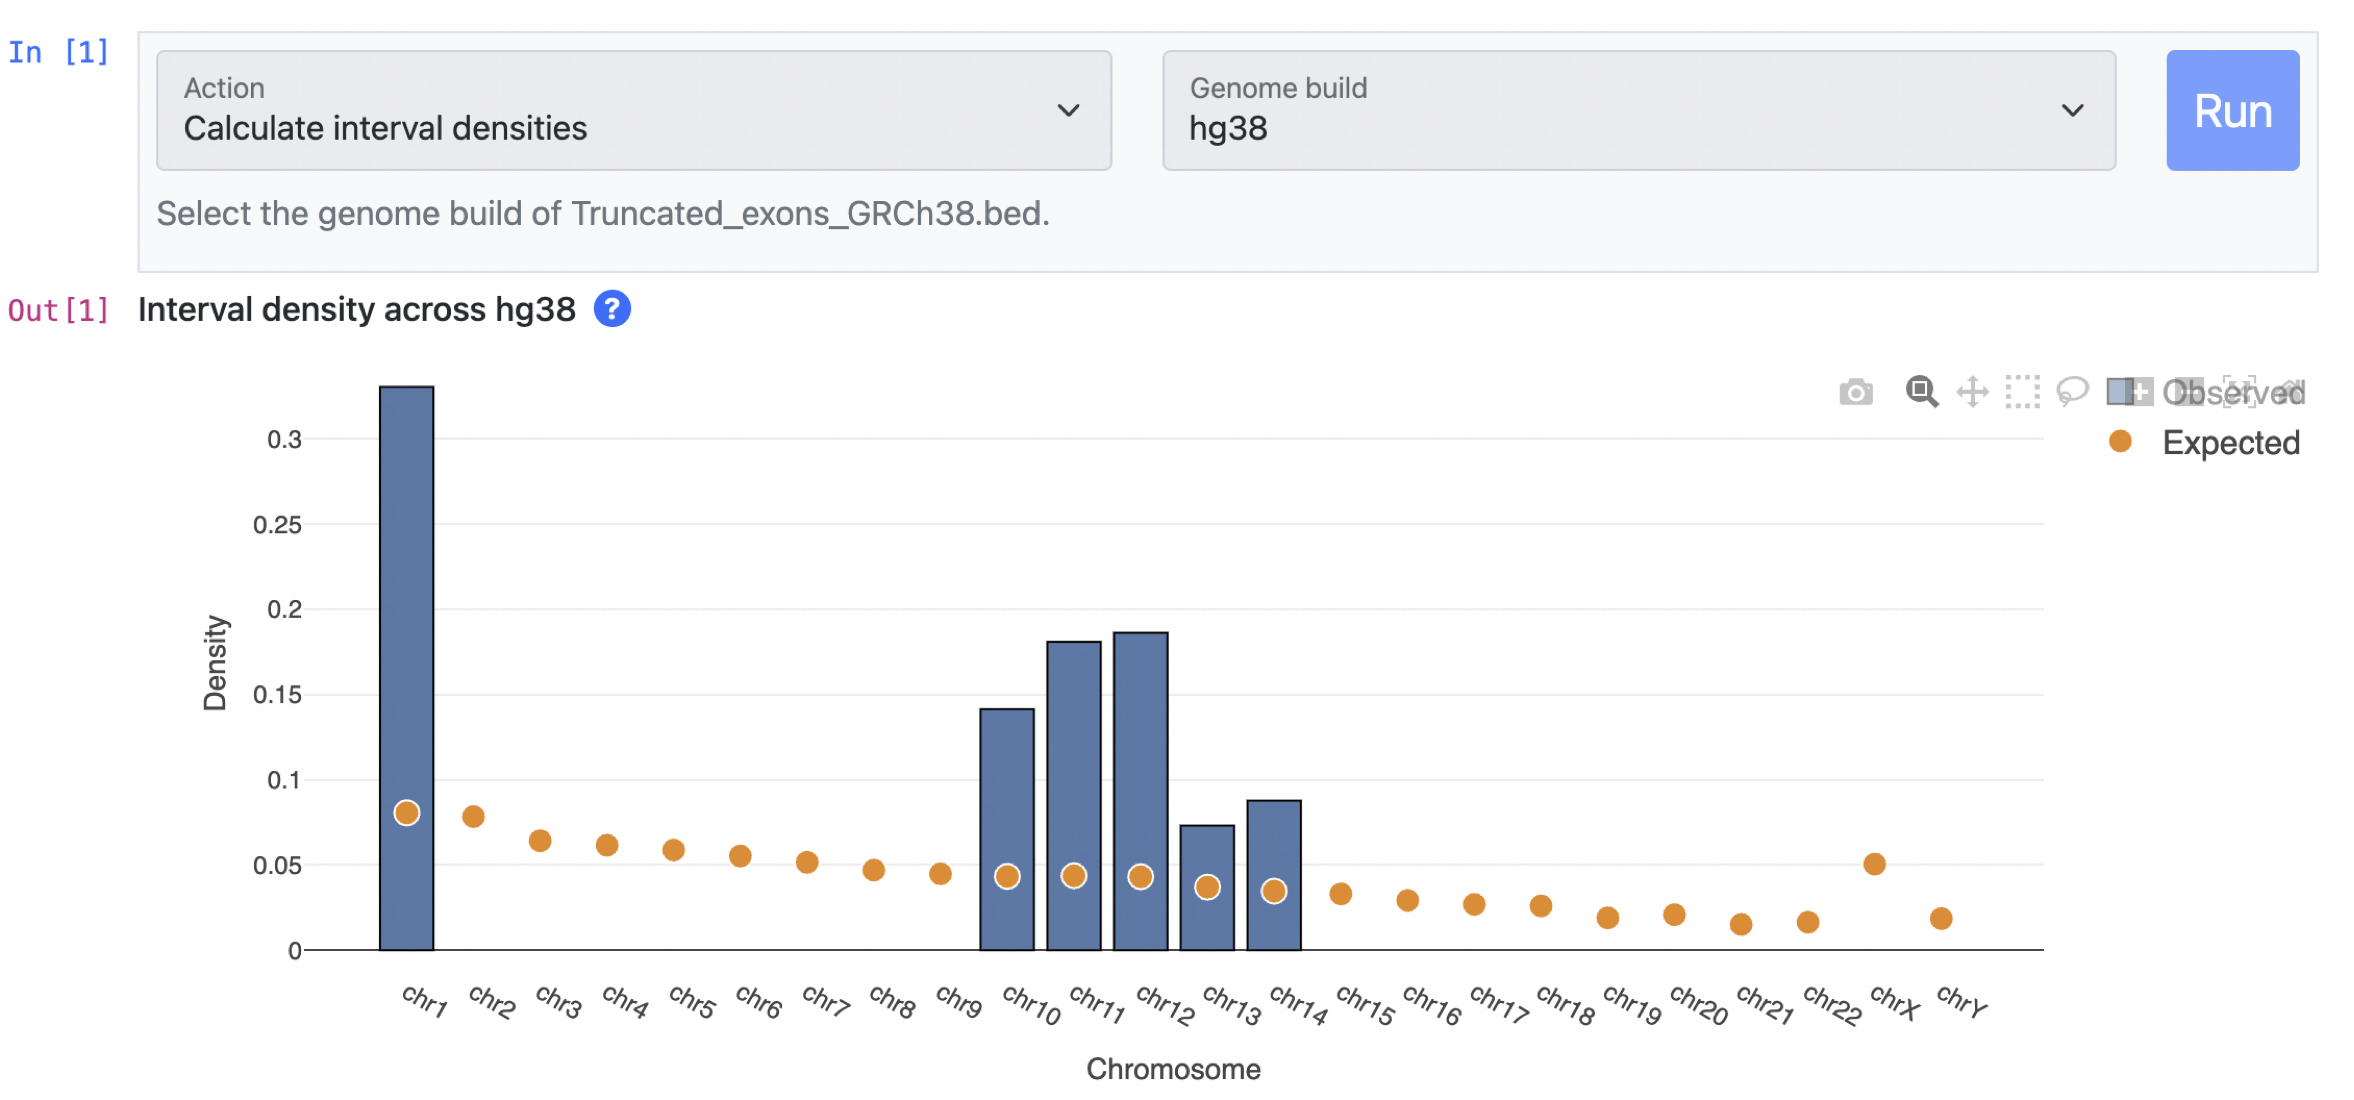 In [1]
Action
Calculate interval densities
Genome build
hg38
Run
Select the genome build of Truncated_exons_GRCh38.bed.
Out[1]
Interval density across hg38 ?
Observed
Expected
0.3
0.25
0.2
0.15
0.1
0.05
0
Density
chr1 chr2 chr3 chr4 chr5 chr6 chr7 chr8 chr9 chr10 chr11 chr12 chr13 chr14 chr15 chr16 chr17 chr18 chr19 chr20 chr21 chr22 chrX chrY
Chromosome